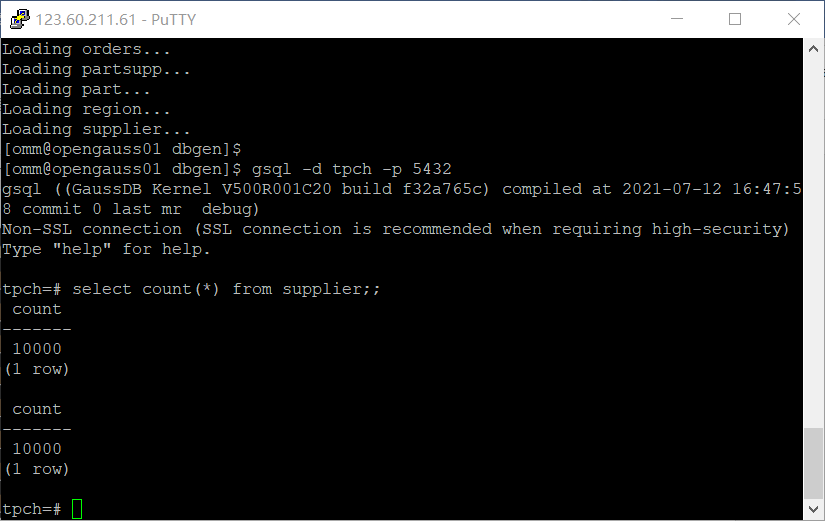 123.60.211.61 - PuTTY
Loading orders...
Loading partsupp...
Loading part...
Loading region...
Loading supplier...
[omm@opengauss01 dbgen]$
[omm@opengauss01 dbgen]$ gsql -d tpch -p 5432
gsql ((GaussDB Kernel V500R001C20 build f32a765c) compiled at 2021-07-12 16:47:5
8 commit 0 last mr  debug)
Non-SSL connection (SSL connection is recommended when requiring high-security)
Type "help" for help.
tpch=# select count(*) from supplier;;
 count
-------
 10000
(1 row)
 count
-------
 10000
(1 row)
tpch=#